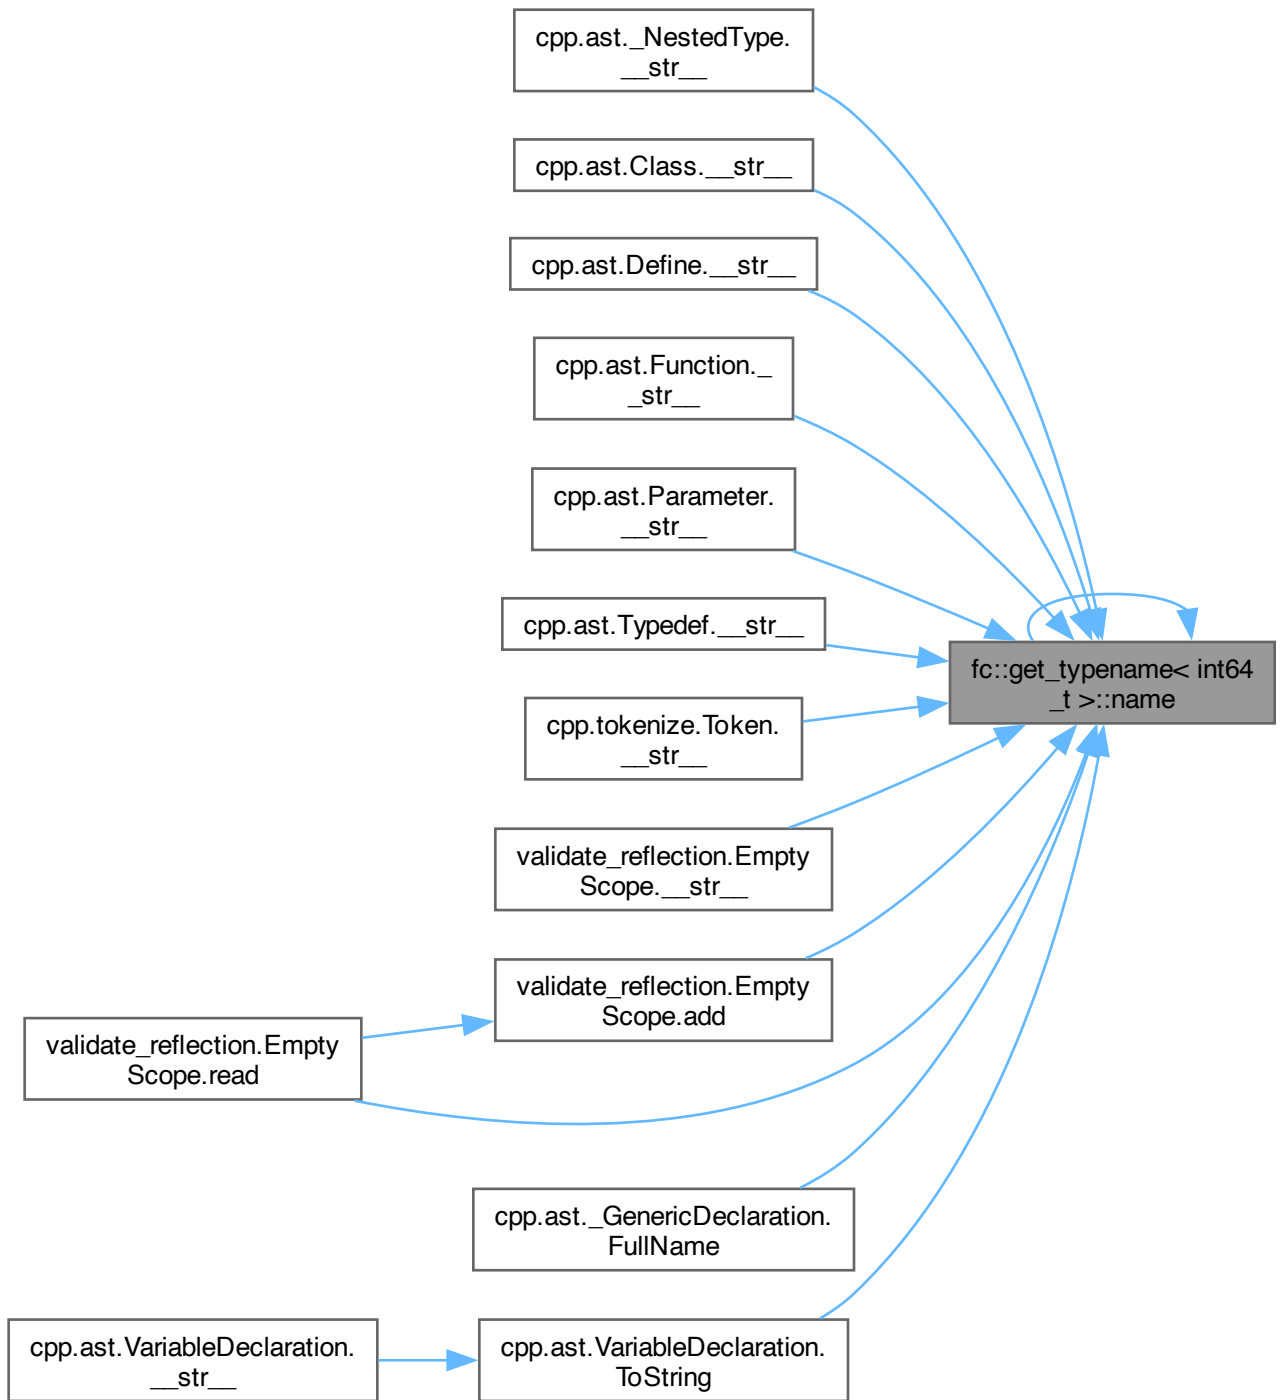 cpp.ast._NestedType.
__str__
cpp.ast.Class.__str__
cpp.ast.Define.__str__
cpp.ast.Function._
_str__
cpp.ast.Parameter.
__str__
cpp.ast.Typedef.__str__
fc::get_typename< int64
_t >::name
cpp.tokenize.Token.
__str__
validate_reflection.Empty
Scope.__str__
validate_reflection.Empty
Scope.add
validate_reflection.Empty
Scope.read
cpp.ast._GenericDeclaration.
FullName
cpp.ast.VariableDeclaration.
__str__
cpp.ast.VariableDeclaration.
ToString